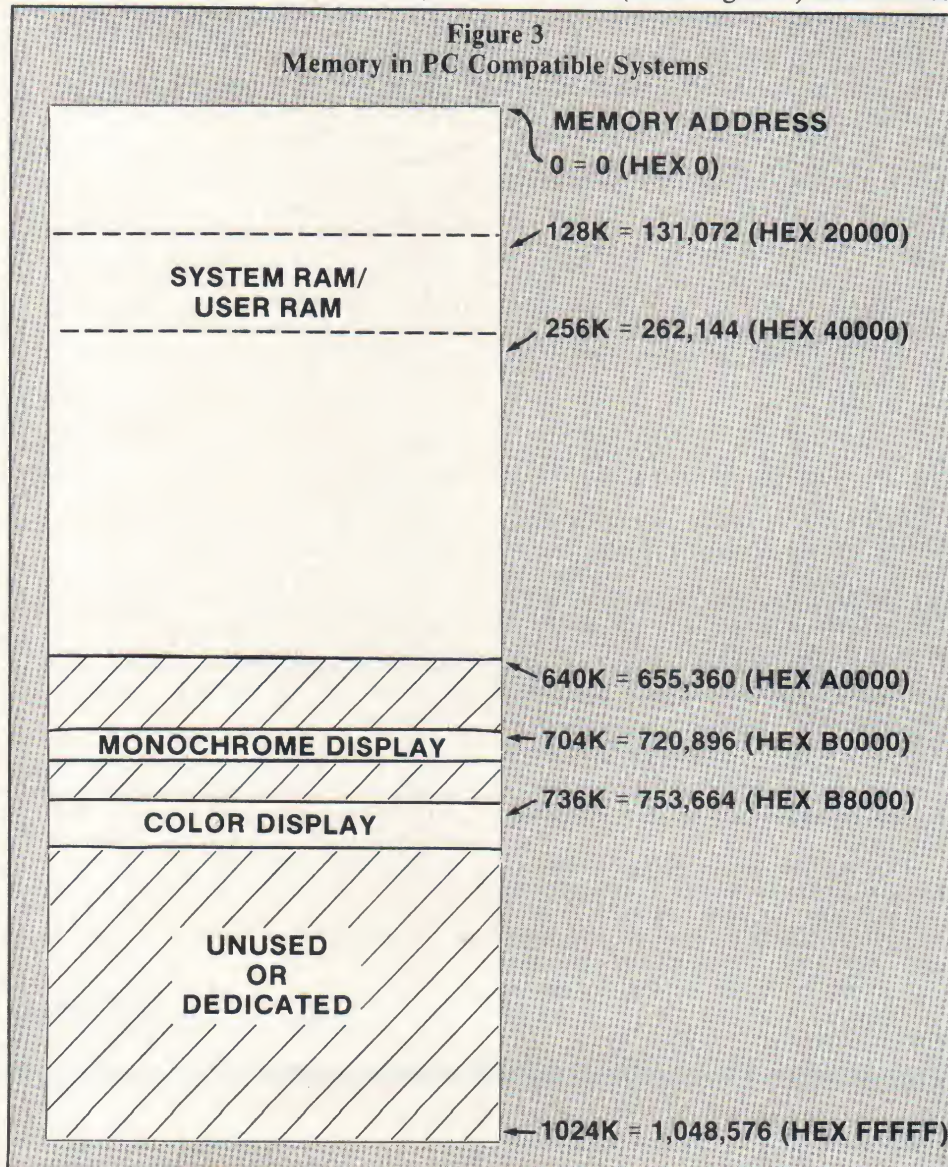 Figure 3
Memory in PC Compatible Systems
MEMORY ADDRESS
0 = 0 (HEX 0)
128K = 131,072 (HEX 20000)
SYSTEM RAM/
USER RAM
256K = 262,144 (HEX 40000)
640K = 655,360 (HEX A0000)
MONOCHROME DISPLAY
704K = 720,896 (HEX B0000)
736K = 753,664 (HEX B8000)
COLOR DISPLAY
UNUSED
OR
DEDICATED
1024K = 1,048,576 (HEX FFFFF)